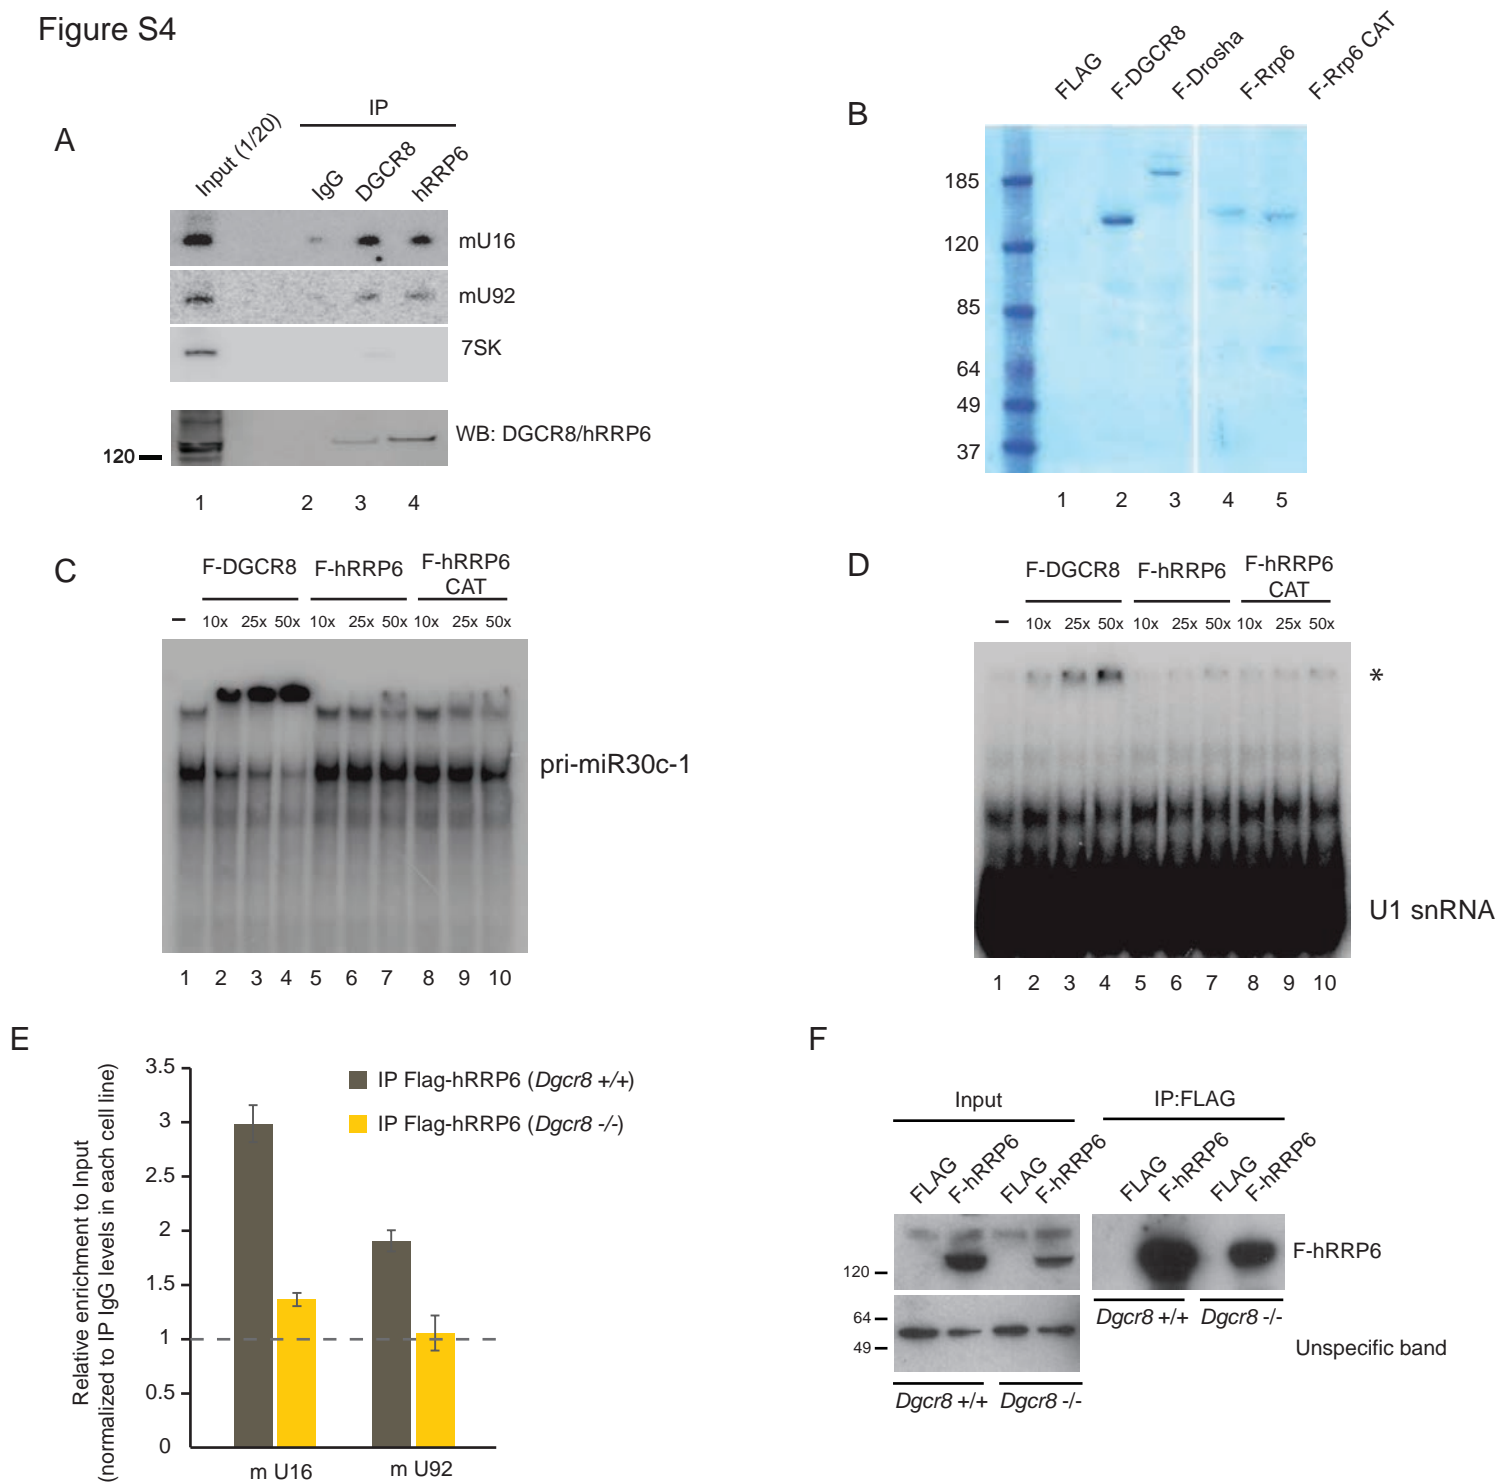 Figure S4
A
Input (1/20)
IP
IgG
DGCR8
hRRP6
mU16
mU92
7SK
WB: DGCR8/hRRP6
120
1 2 3 4
B
FLAG
F-DGCR8
F-Drosha
F-Rrp6
F-Rrp6 CAT
185
120
85
64
49
37
1 2 3 4 5
C
F-DGCR8 F-hRRP6 F-hRRP6 CAT
– 10x 25x 50x 10x 25x 50x 10x 25x 50x
pri-miR30c-1
1 2 3 4 5 6 7 8 9 10
D
F-DGCR8 F-hRRP6 F-hRRP6 CAT
– 10x 25x 50x 10x 25x 50x 10x 25x 50x
*
U1 snRNA
1 2 3 4 5 6 7 8 9 10
E
Relative enrichment to Input
(normalized to IP IgG levels in each cell line)
3.5
3
2.5
2
1.5
1
0.5
0
IP Flag-hRRP6 (Dgcr8 +/+)
IP Flag-hRRP6 (Dgcr8 -/-)
m U16 m U92
F
Input IP:FLAG
FLAG F-hRRP6 FLAG F-hRRP6 FLAG F-hRRP6 FLAG F-hRRP6
F-hRRP6
120
Dgcr8 +/+ Dgcr8 -/-
64
49
Unspecific band
Dgcr8 +/+ Dgcr8 -/-